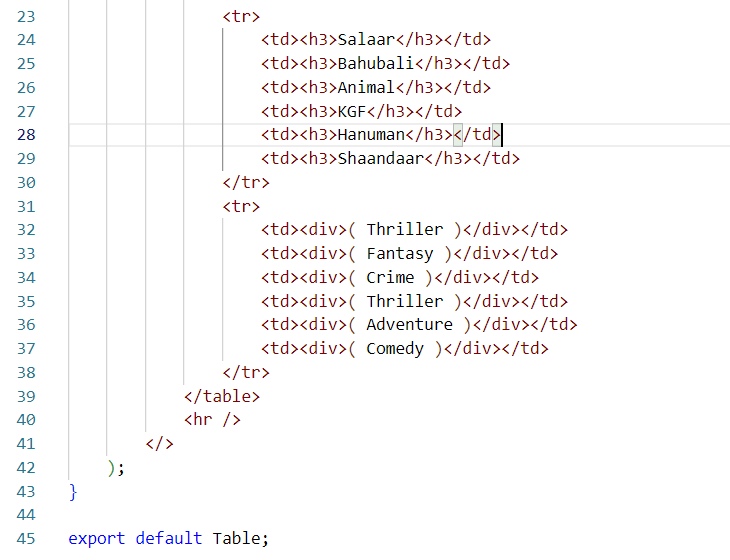 23 <tr>
24 <td><h3>Salaar</h3></td>
25 <td><h3>Bahubali</h3></td>
26 <td><h3>Animal</h3></td>
27 <td><h3>KGF</h3></td>
28 <td><h3>Hanuman</h3></td>
29 <td><h3>Shaandaar</h3></td>
30 </tr>
31 <tr>
32 <td><div>( Thriller )</div></td>
33 <td><div>( Fantasy )</div></td>
34 <td><div>( Crime )</div></td>
35 <td><div>( Thriller )</div></td>
36 <td><div>( Adventure )</div></td>
37 <td><div>( Comedy )</div></td>
38 </tr>
39 </table>
40 <hr />
41 </>
42 );
43 }
44
45 export default Table;